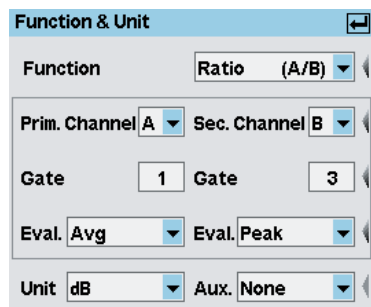 Function & Unit
Function Ratio (A/B)
Prim. Channel A Sec. Channel B
Gate 1 Gate 3
Eval. Avg Eval. Peak
Unit dB Aux. None